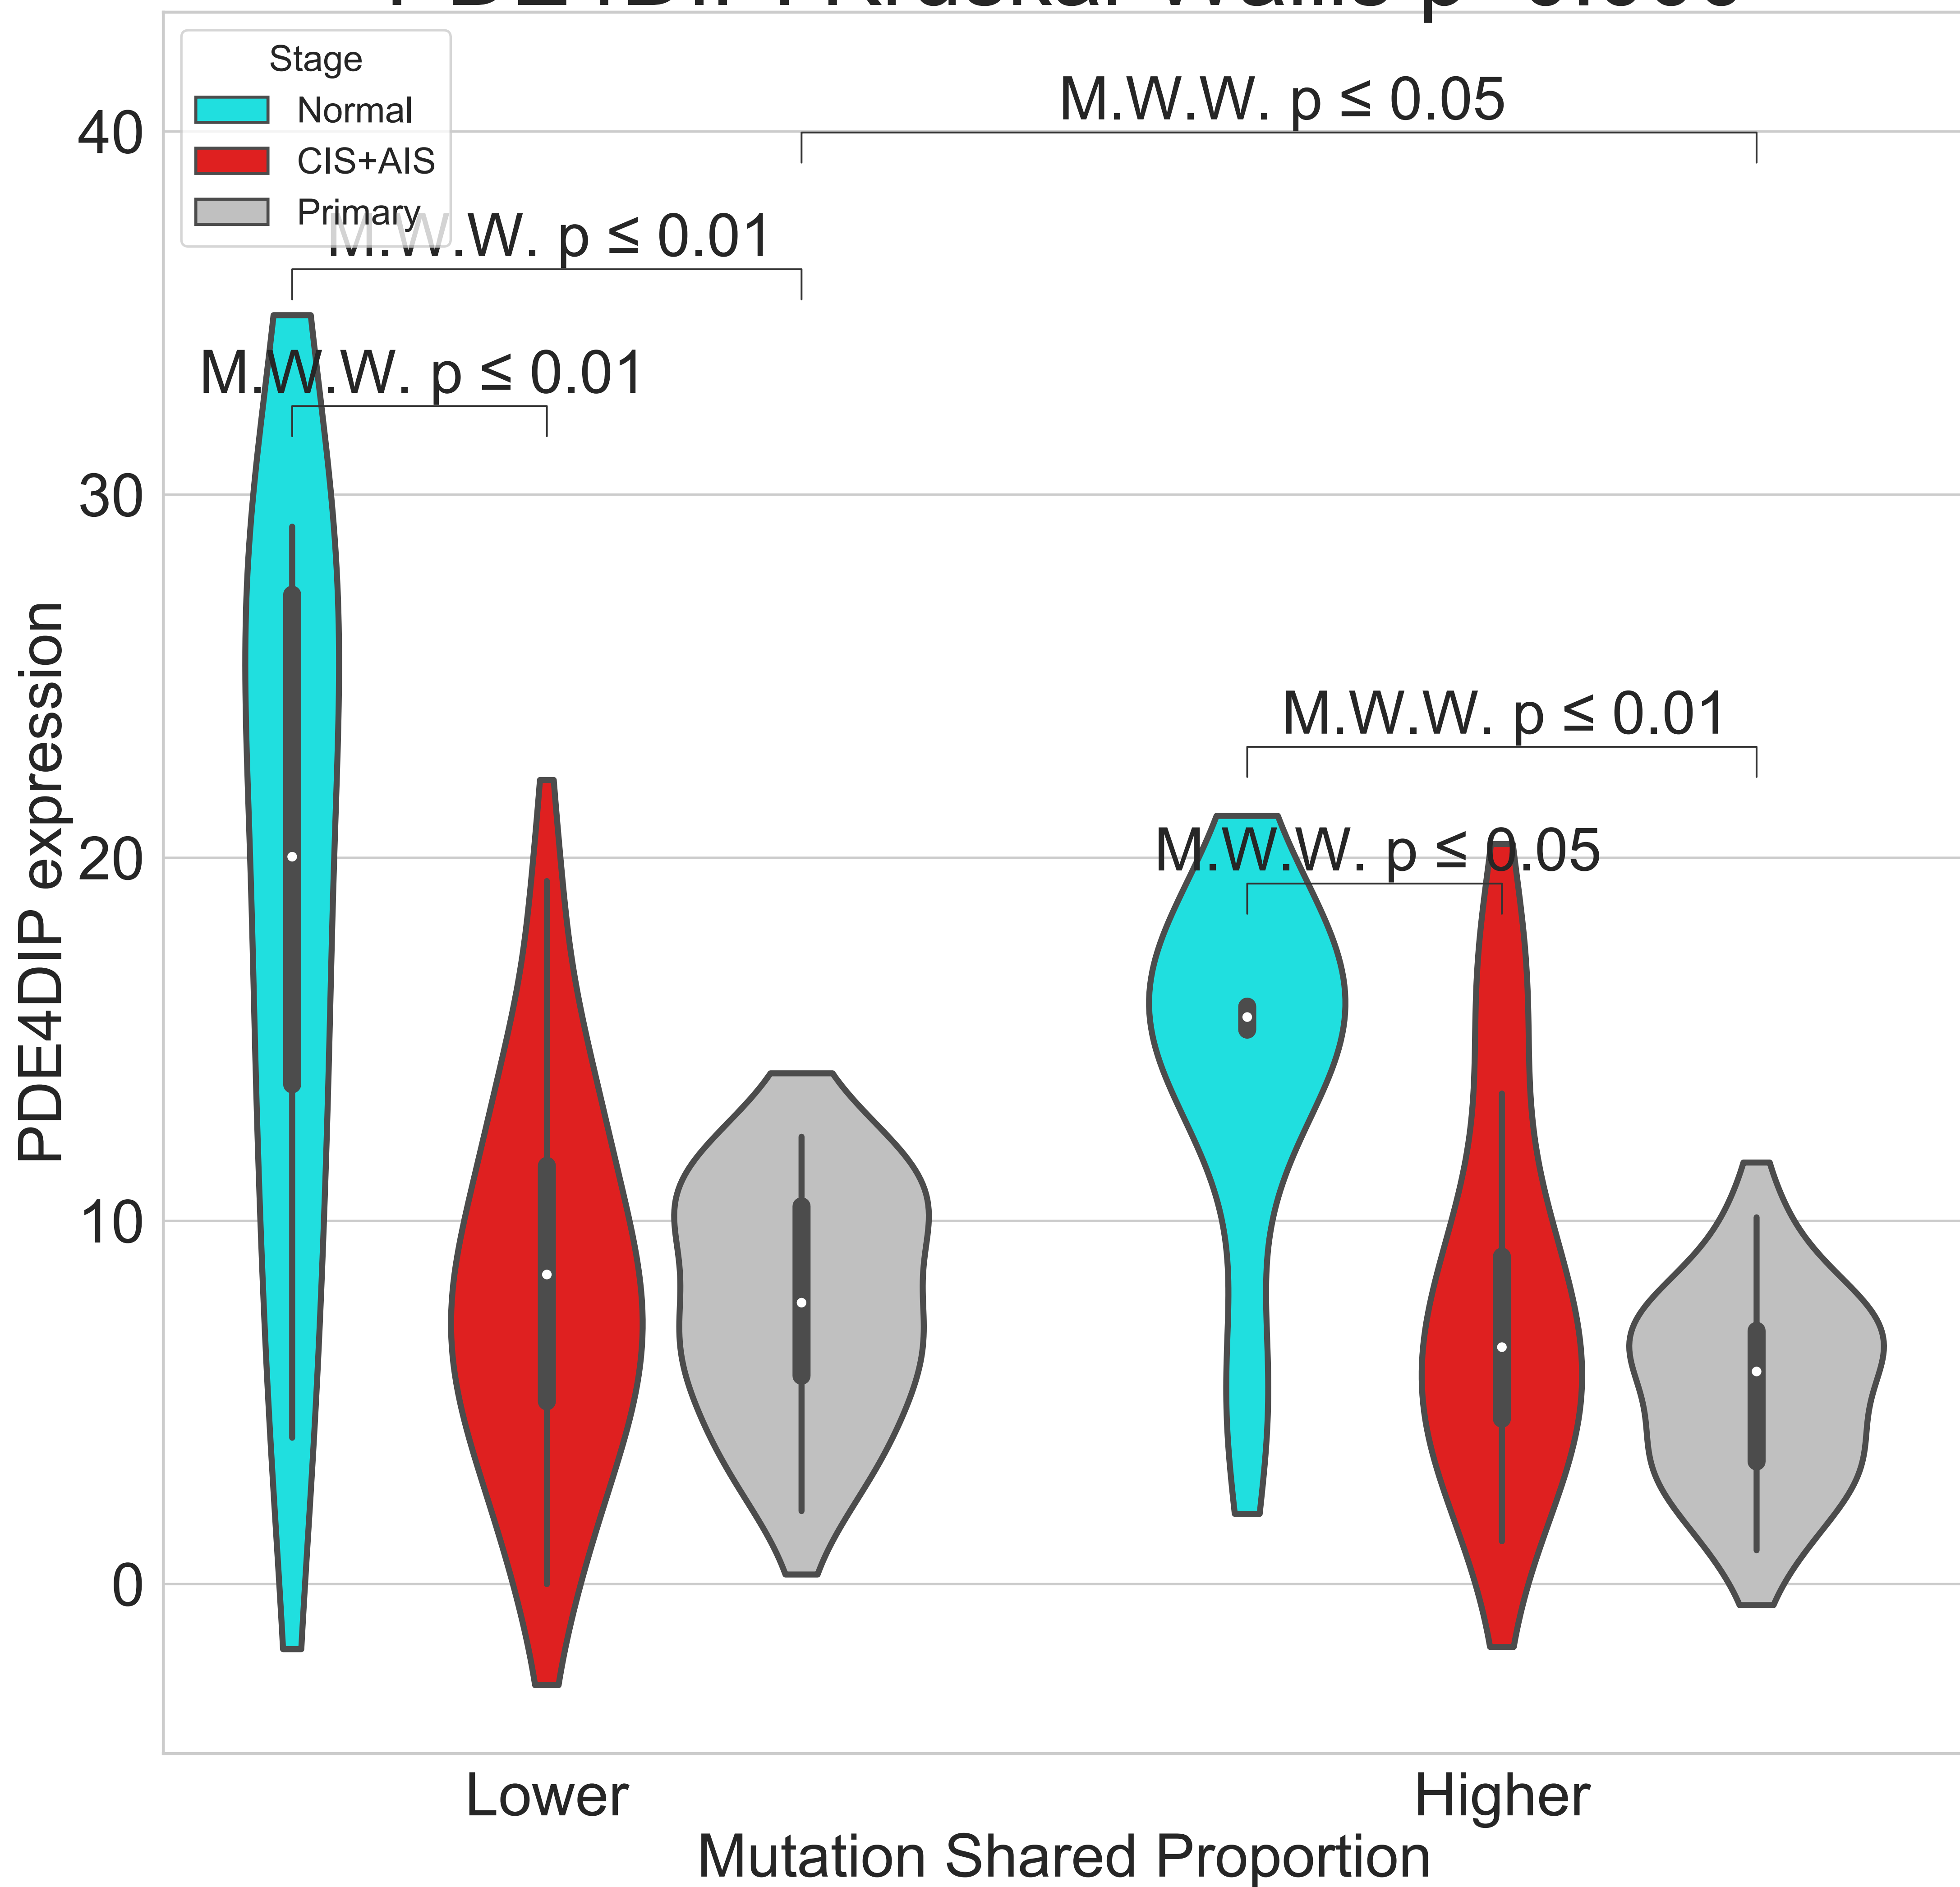 Stage
Normal
CIS+AIS
Primary
M.W.W. p ≤ 0.05
M.W.W. p ≤ 0.01
M.W.W. p ≤ 0.01
M.W.W. p ≤ 0.01
M.W.W. p ≤ 0.05
40
30
20
10
0
PDE4DIP expression
Lower
Higher
Mutation Shared Proportion